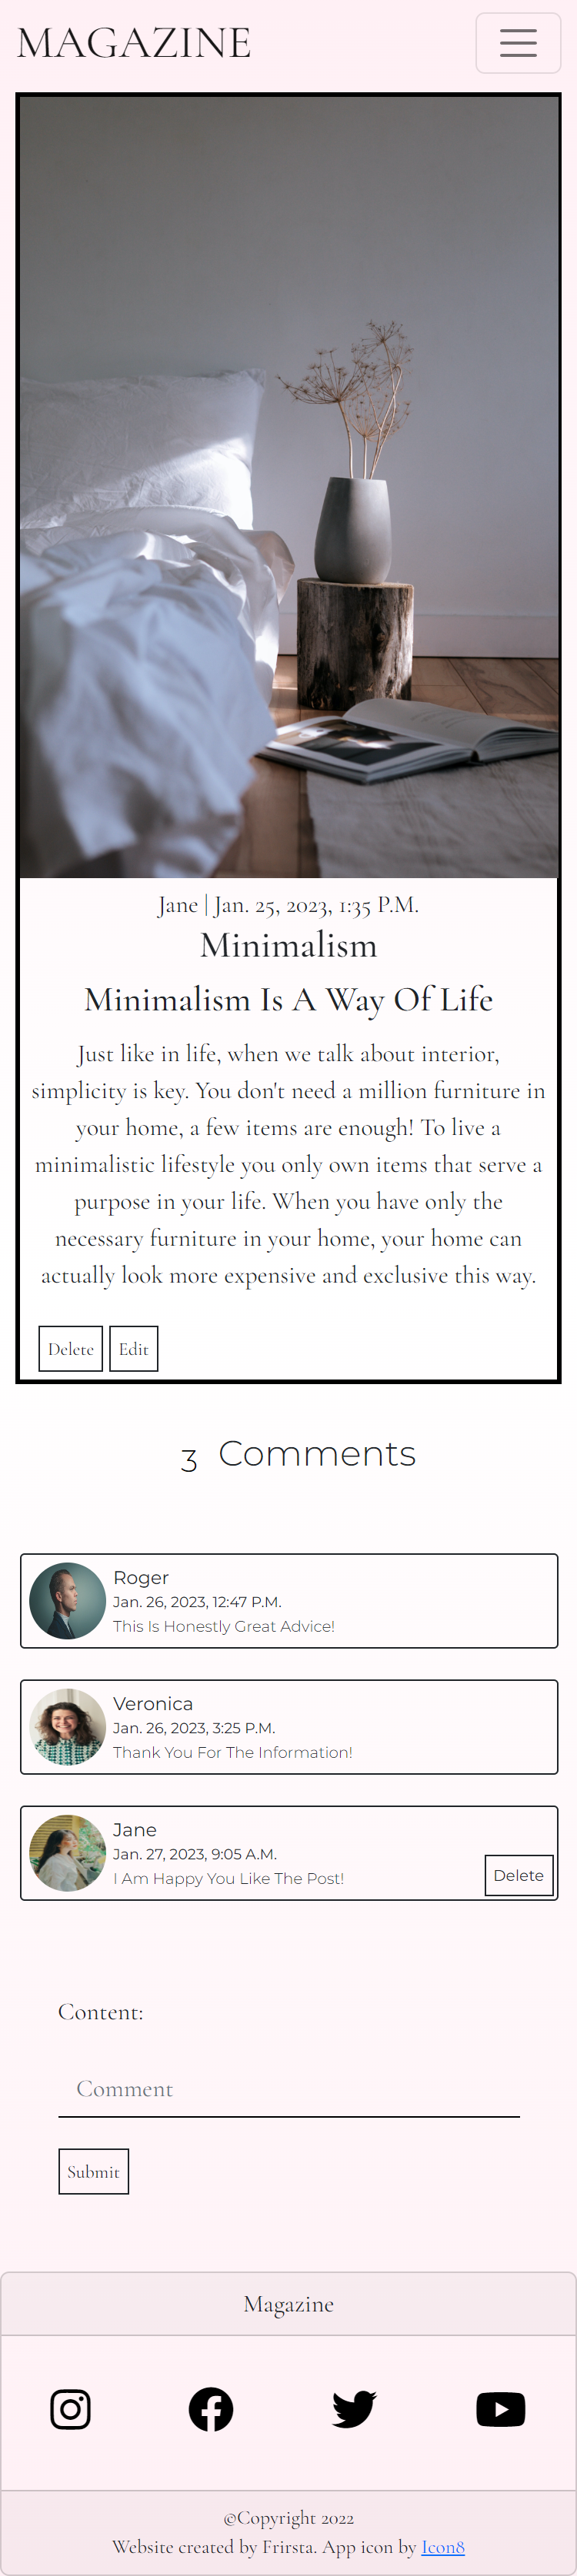 MAGAZINE
Jane | Jan. 25, 2023, 1:35 P.M.
Minimalism
Minimalism Is A Way Of Life
Just like in life, when we talk about interior,
simplicity is key. You don't need a million furniture in
your home, a few items are enough! To live a
minimalistic lifestyle you only own items that serve a
purpose in your life. When you have only the
necessary furniture in your home, your home can
actually look more expensive and exclusive this way.
Delete Edit
3 Comments
Roger
Jan. 26, 2023, 12:47 P.M.
This Is Honestly Great Advice!
Veronica
Jan. 26, 2023, 3:25 P.M.
Thank You For The Information!
Jane
Jan. 27, 2023, 9:05 A.M.
I Am Happy You Like The Post!
Delete
Content:
Comment
Submit
Magazine
©Copyright 2022
Website created by Frirsta. App icon by Icon8